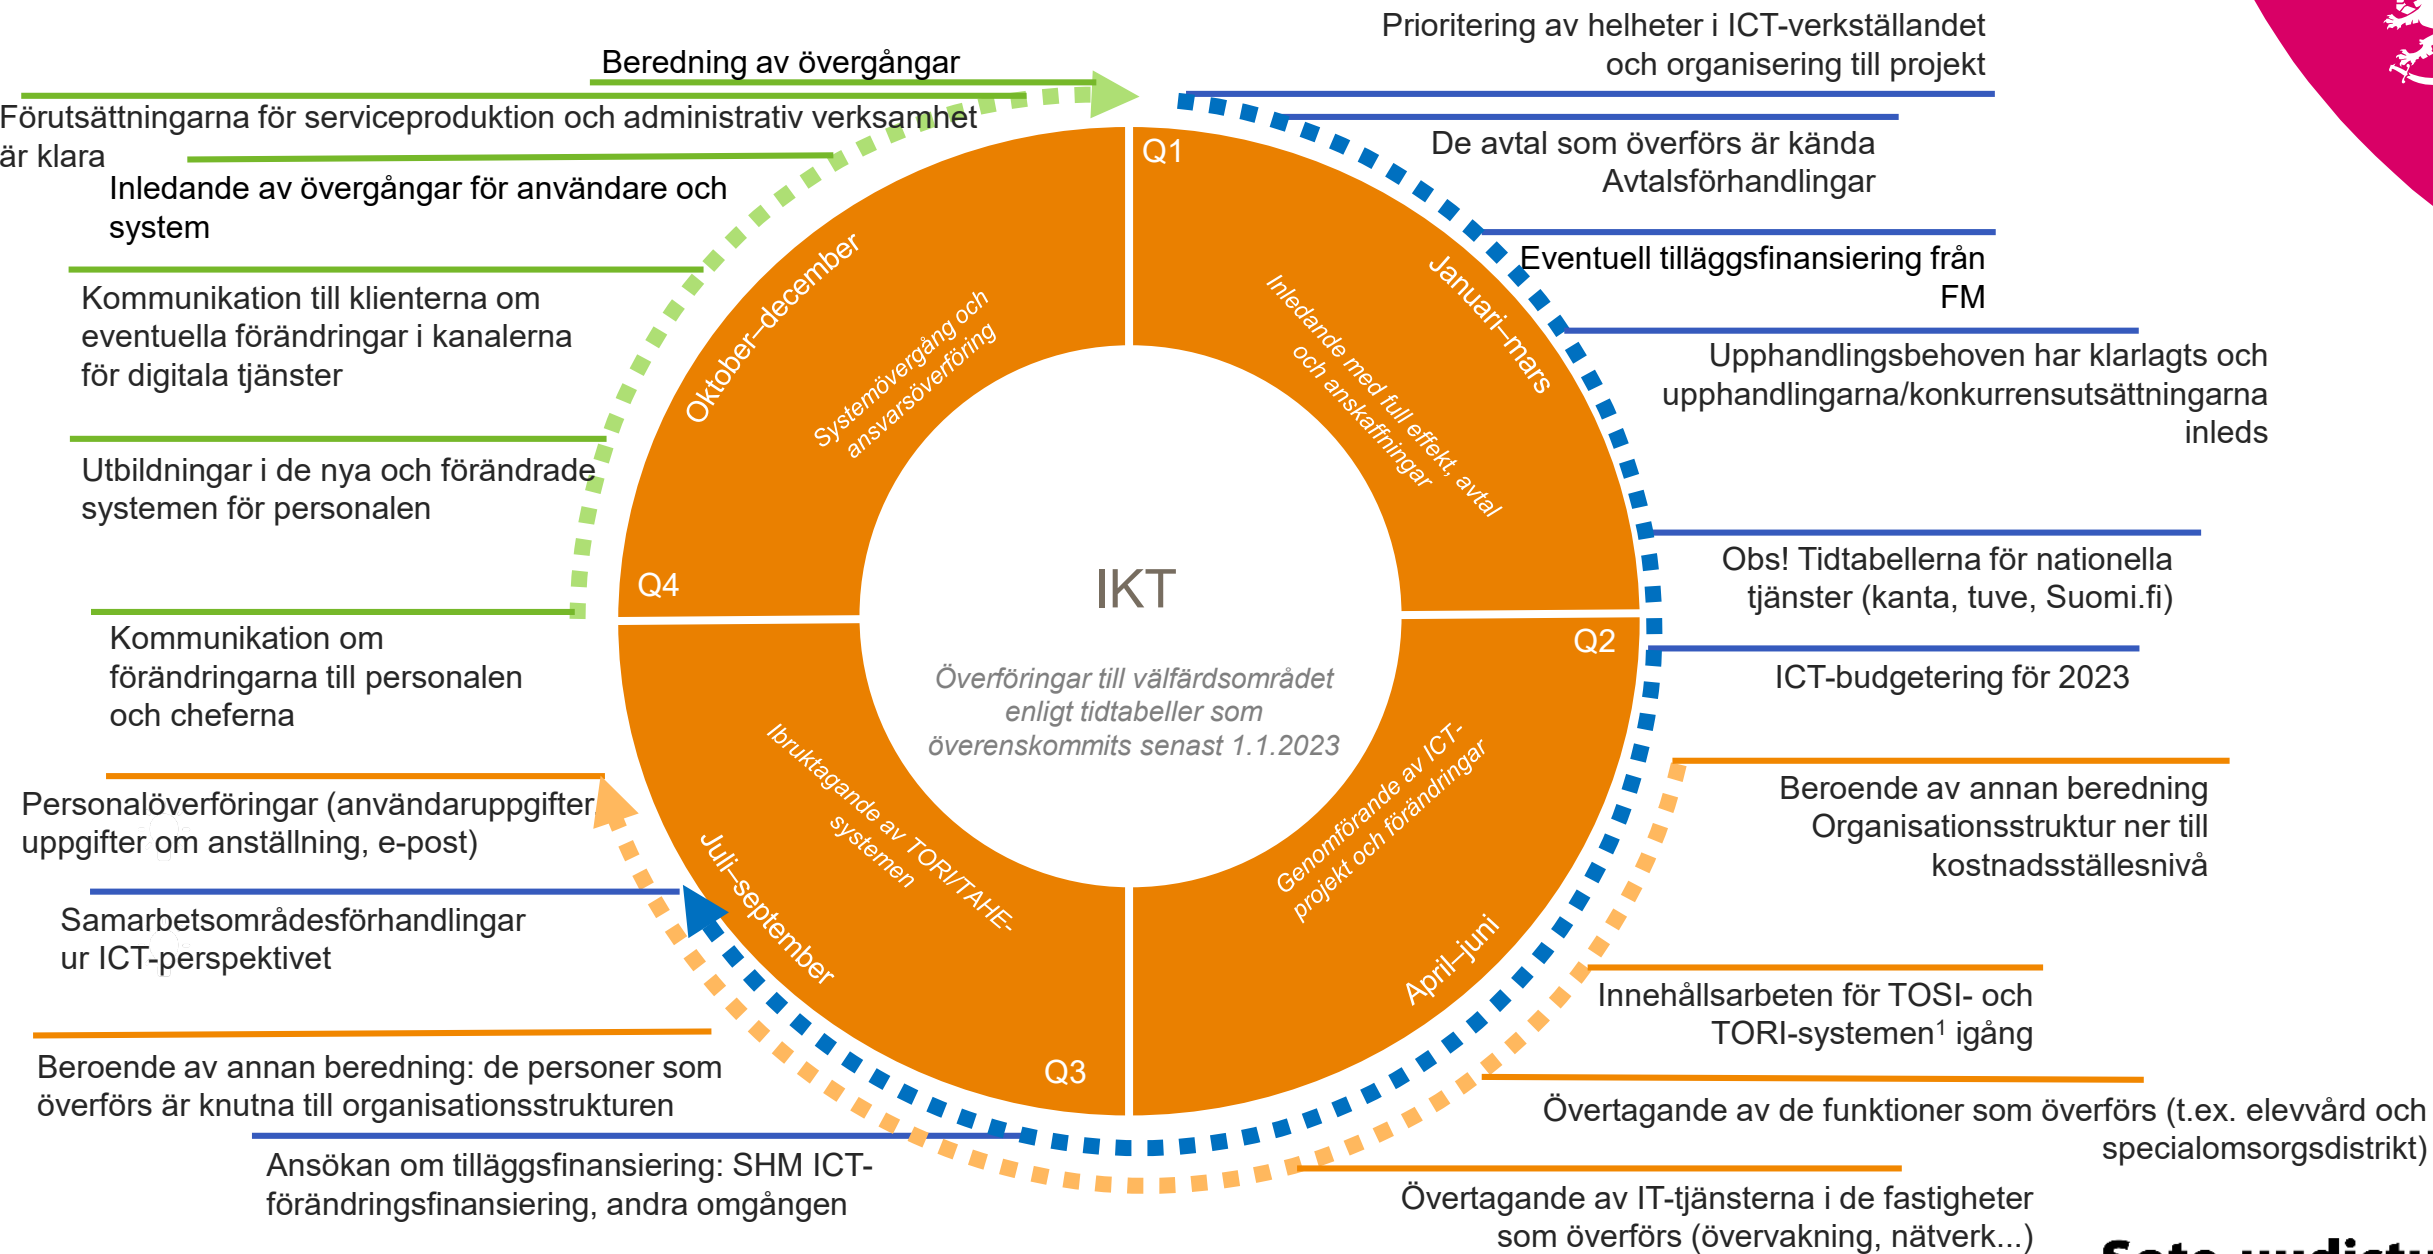 Prioritering av helheter i ICT-verkställandet
och organisering till projekt
De avtal som överförs är kända
Avtalsförhandlingar
Eventuell tilläggsfinansiering från
FM
Upphandlingsbehoven har klarlagts och
upphandlingarna/konkurrensutsättningarna
inleds
Obs! Tidtabellerna för nationella
tjänster (kanta, tuve, Suomi.fi)
ICT-budgetering för 2023
Beroende av annan beredning
Organisationsstruktur ner till
kostnadsställesnivå
Innehållsarbeten för TOSI- och
TORI-systemen¹ igång
Övertagande av de funktioner som överförs (t.ex. elevvård och
specialomsorgsdistrikt)
Övertagande av IT-tjänsterna i de fastigheter
som överförs (övervakning, nätverk...)
Ansökan om tilläggsfinansiering: SHM ICT-
förändringsfinansiering, andra omgången
Beroende av annan beredning: de personer som
överförs är knutna till organisationsstrukturen
Samarbetsområdesförhandlingar
ur ICT-perspektivet
Personalöverföringar (användaruppgifter,
uppgifter om anställning, e-post)
Kommunikation om
förändringarna till personalen
och cheferna
Utbildningar i de nya och förändrade
systemen för personalen
Kommunikation till klienterna om
eventuella förändringar i kanalerna
för digitala tjänster
Inledande av övergångar för användare och
system
Förutsättningarna för serviceproduktion och administrativ verksamhet
är klara
Beredning av övergångar
Q1
Januari–mars
Inledande med full effekt, avtal
och anskaffningar
Q2
April–juni
Genomförande av ICT-
projekt och förändringar
Q3
Juli–september
Ibruktagande av TORI/TAHE-
systemen
Q4
Oktober–december
Systemövergång och
ansvarsöverföring
IKT
Överföringar till välfärdsområdet
enligt tidtabeller som
överenskommits senast 1.1.2023